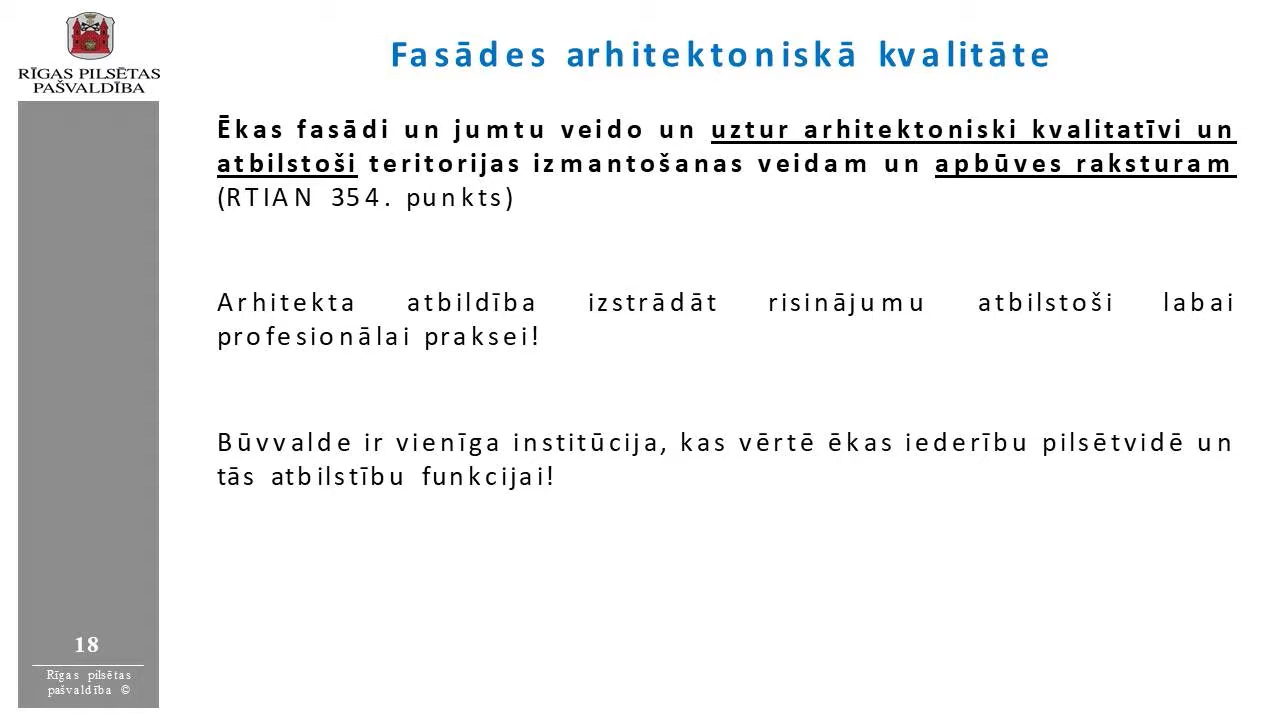 RĪGAS PILSĒTAS
PAŠVALDĪBA
Fasādes arhitektoniskā kvalitāte
Ēkas fasādi un jumtu veido un uztur arhitektoniski kvalitatīvi un
atbilstoši teritorijas izmantošanas veidam un apbūves raksturam
(RTIAN 354. punkts)
Arhitekta atbildība izstrādāt risinājumu atbilstoši labai
profesionālai praksei!
Būvvalde ir vienīga institūcija, kas vērtē ēkas iederību pilsētvidē un
tās atbilstību funkcijai!
18
Rīgas pilsētas
pašvaldība ©